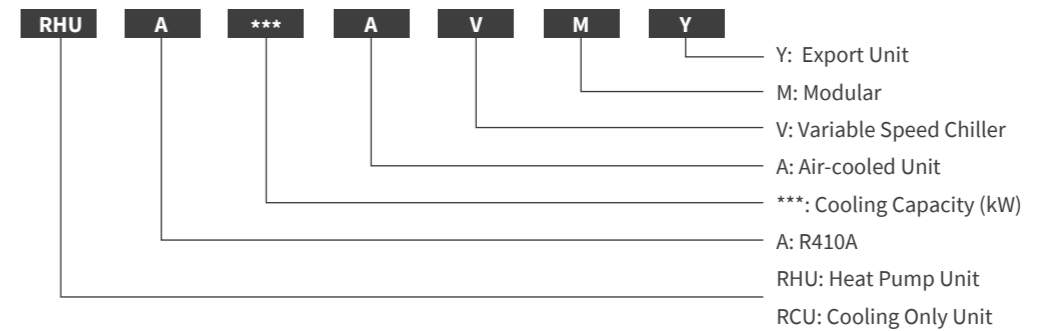 RHU A *** A V M Y
Y: Export Unit
M: Modular
V: Variable Speed Chiller
A: Air-cooled Unit
***: Cooling Capacity (kW)
A: R410A
RHU: Heat Pump Unit
RCU: Cooling Only Unit